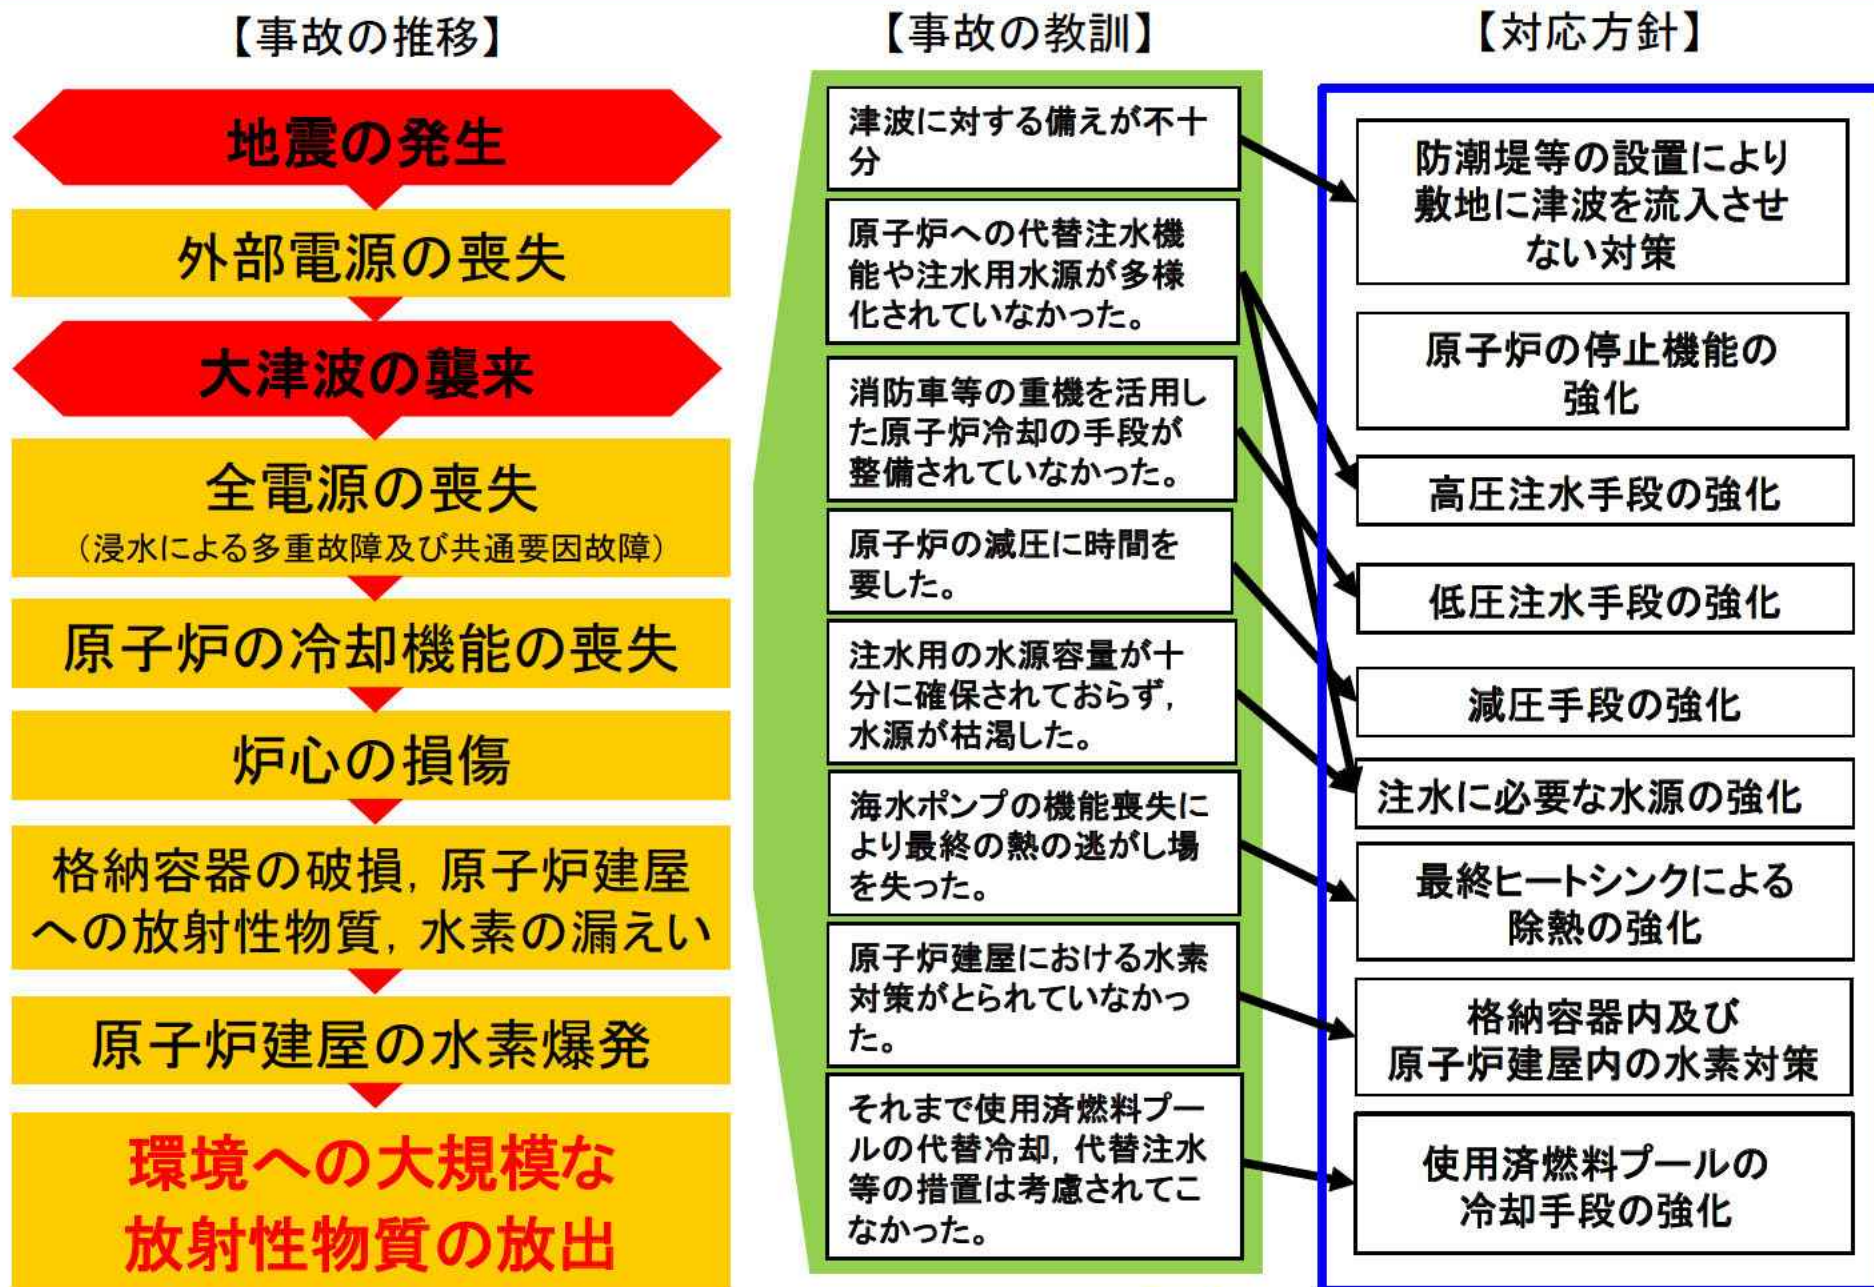 【事故の推移】
地震の発生
外部電源の喪失
大津波の襲来
全電源の喪失
（浸水による多重故障及び共通要因故障）
原子炉の冷却機能の喪失
炉心の損傷
格納容器の破損，原子炉建屋
への放射性物質，水素の漏えい
原子炉建屋の水素爆発
環境への大規模な
放射性物質の放出
【事故の教訓】
津波に対する備えが不十
分
原子炉への代替注水機
能や注水用水源が多様
化されていなかった。
消防車等の重機を活用し
た原子炉冷却の手段が
整備されていなかった。
原子炉の減圧に時間を
要した。
注水用の水源容量が十
分に確保されておらず，
水源が枯渇した。
海水ポンプの機能喪失に
より最終の熱の逃がし場
を失った。
原子炉建屋における水素
対策がとられていなかっ
た。
それまで使用済燃料プー
ルの代替冷却，代替注水
等の措置は考慮されてこ
なかった。
【対応方針】
防潮堤等の設置により
敷地に津波を流入させ
ない対策
原子炉の停止機能の
強化
高圧注水手段の強化
低圧注水手段の強化
減圧手段の強化
注水に必要な水源の強化
最終ヒートシンクによる
除熱の強化
格納容器内及び
原子炉建屋内の水素対策
使用済燃料プールの
冷却手段の強化